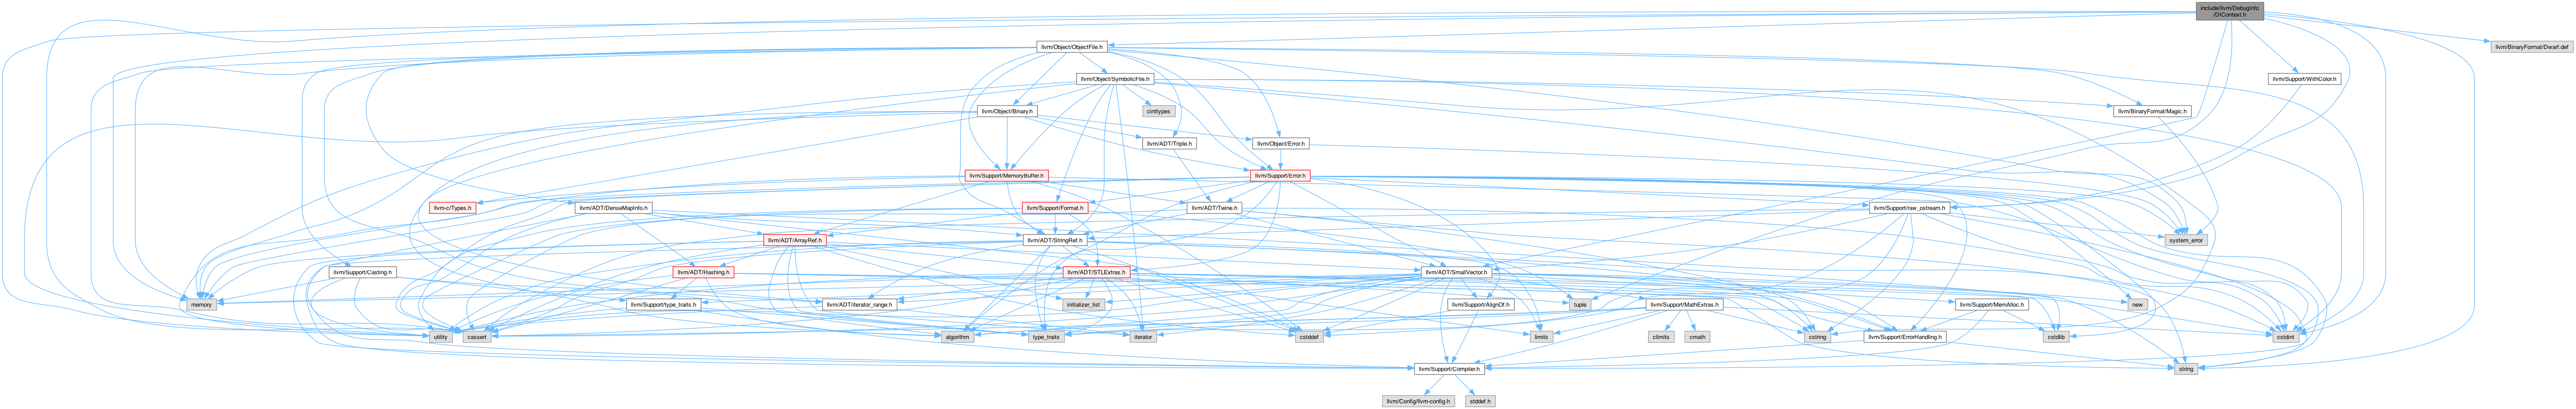 include/llvm/DebugInfo
/DIContext.h
llvm/Object/ObjectFile.h
llvm/BinaryFormat/Dwarf.def
llvm/Object/SymbolicFile.h
llvm/Support/WithColor.h
llvm/Object/Binary.h
cinttypes
llvm/BinaryFormat/Magic.h
llvm/ADT/Triple.h
llvm/Object/Error.h
llvm/Support/MemoryBuffer.h
llvm/Support/Error.h
llvm-c/Types.h
llvm/ADT/DenseMapInfo.h
llvm/Support/Format.h
llvm/ADT/Twine.h
llvm/Support/raw_ostream.h
llvm/ADT/ArrayRef.h
llvm/ADT/StringRef.h
system_error
llvm/Support/Casting.h
llvm/ADT/Hashing.h
llvm/ADT/STLExtras.h
llvm/ADT/SmallVector.h
memory
llvm/Support/type_traits.h
llvm/ADT/iterator_range.h
initializer_list
llvm/Support/AlignOf.h
tuple
llvm/Support/MathExtras.h
llvm/Support/MemAlloc.h
new
utility
cassert
algorithm
type_traits
iterator
cstddef
limits
climits
cmath
cstring
llvm/Support/ErrorHandling.h
cstdlib
cstdint
llvm/Support/Compiler.h
string
llvm/Config/llvm-config.h
stddef.h